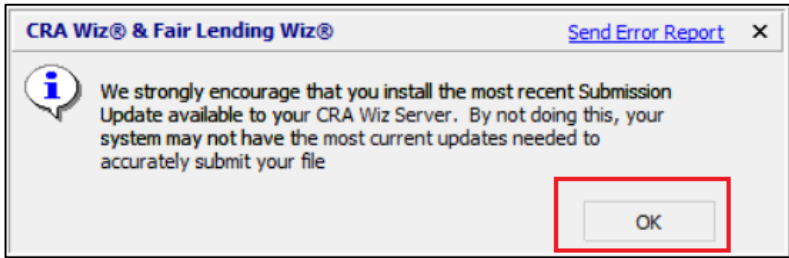 CRA Wiz® & Fair Lending Wiz® Send Error Report X
We strongly encourage that you install the most recent Submission
Update available to your CRA Wiz Server. By not doing this, your
system may not have the most current updates needed to
accurately submit your file
OK